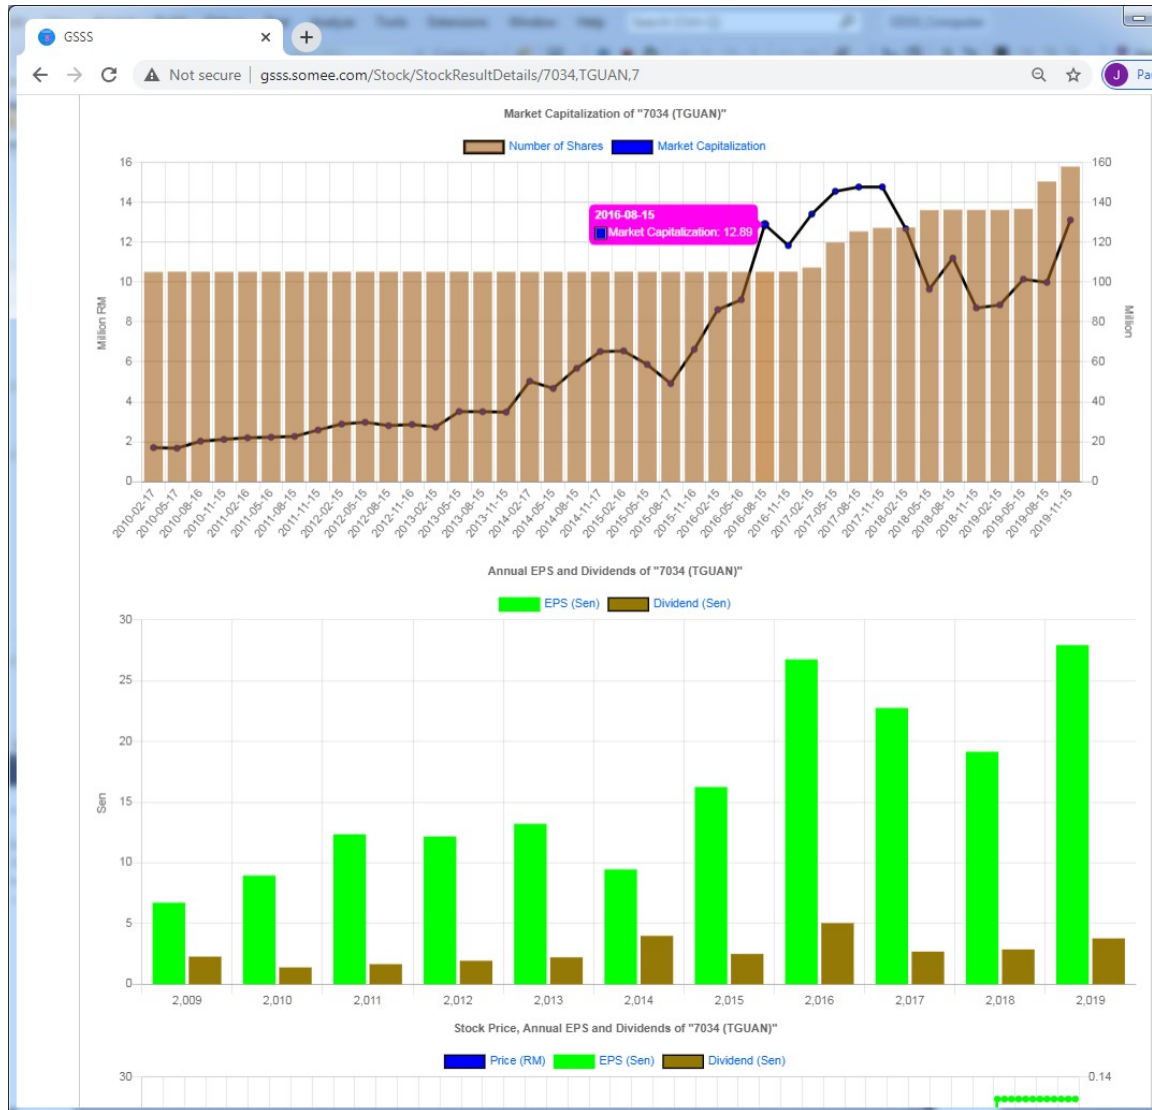 Tools Extensions Window Help Search (Ctrl+Q) GSSS_Computer
GSSS
Not secure gsss.somee.com/Stock/StockResultDetails/7034,TGUAN,7 J Pau
Market Capitalization of "7034 (TGUAN)"
Number of Shares Market Capitalization
16 160
14 140
2016-08-15
Market Capitalization: 12.89
12 120
10 100
Million RM Million
8 80
6 60
4 40
2 20
0 0
2010-02-17 2010-05-17 2010-08-16 2010-11-15 2011-02-16 2011-05-16 2011-08-15 2011-11-15 2012-02-15 2012-05-15 2012-08-15 2012-11-16 2013-02-15 2013-05-15 2013-08-15 2013-11-15 2014-02-17 2014-05-15 2014-08-15 2014-11-17 2015-02-16 2015-05-15 2015-08-17 2015-11-16 2016-02-15 2016-05-16 2016-08-15 2016-11-15 2017-02-15 2017-05-15 2017-08-15 2017-11-15 2018-02-15 2018-05-15 2018-08-15 2018-11-15 2019-02-15 2019-05-15 2019-08-15 2019-11-15
Annual EPS and Dividends of "7034 (TGUAN)"
EPS (Sen) Dividend (Sen)
30
25
20
15
Sen
10
5
0
2,009 2,010 2,011 2,012 2,013 2,014 2,015 2,016 2,017 2,018 2,019
Stock Price, Annual EPS and Dividends of "7034 (TGUAN)"
Price (RM) EPS (Sen) Dividend (Sen)
30 0.14